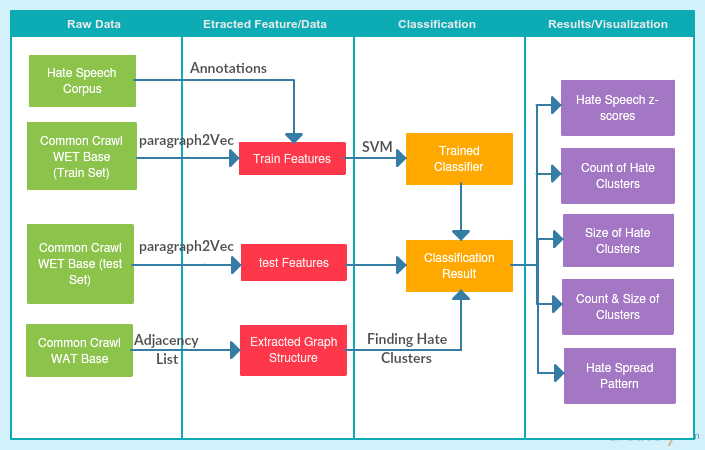 Raw Data
Etracted Feature/Data
Classification
Results/Visualization
Hate Speech
Corpus
Annotations
Common Crawl
WET Base
(Train Set)
paragraph2Vec
Train Features
SVM
Trained
Classifier
Common Crawl
WET Base (test
Set)
paragraph2Vec
test Features
Classification
Result
Common Crawl
WAT Base
Adjacency
List
Extracted Graph
Structure
Finding Hate
Clusters
Hate Speech z-
scores
Count of Hate
Clusters
Size of Hate
Clusters
Count & Size of
Clusters
Hate Spread
Pattern